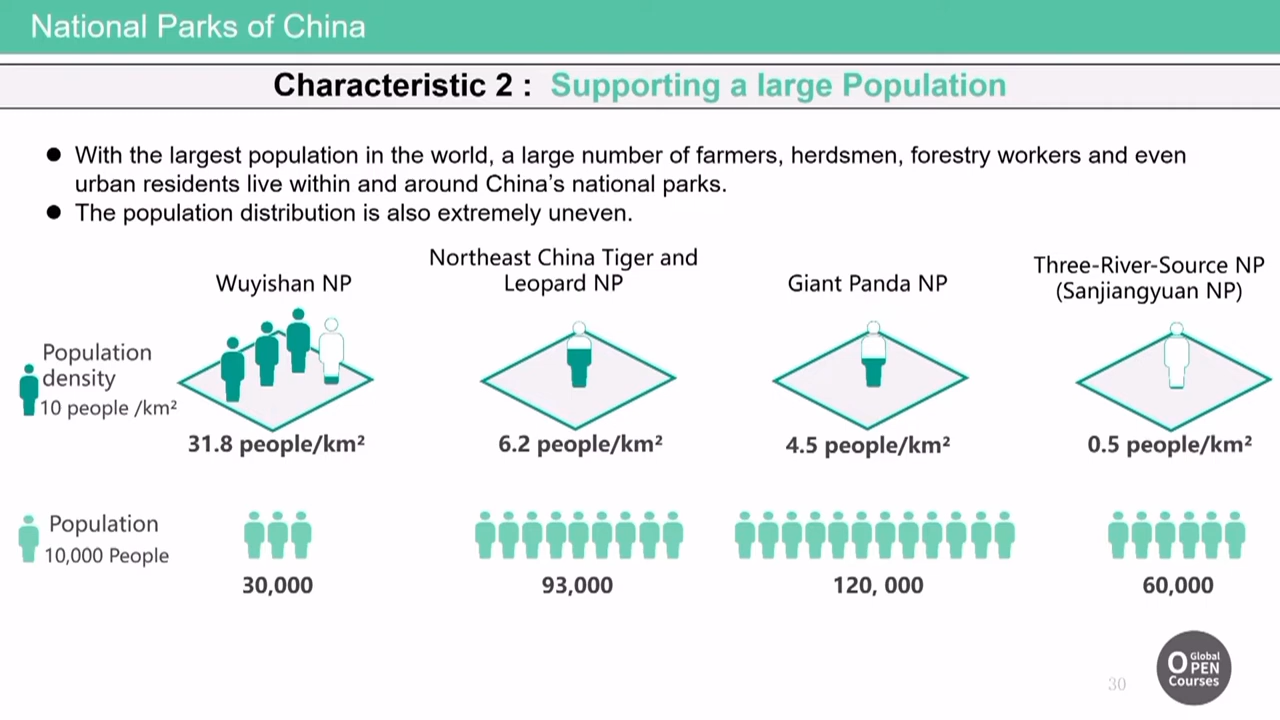 National Parks of China
Characteristic 2 : Supporting a large Population
● With the largest population in the world, a large number of farmers, herdsmen, forestry workers and even
urban residents live within and around China’s national parks.
● The population distribution is also extremely uneven.
Wuyishan NP
Northeast China Tiger and
Leopard NP
Giant Panda NP
Three-River-Source NP
(Sanjiangyuan NP)
Population
density
10 people /km²
31.8 people/km²
6.2 people/km²
4.5 people/km²
0.5 people/km²
Population
10,000 People
30,000
93,000
120, 000
60,000
30
Global
OPEN
Courses